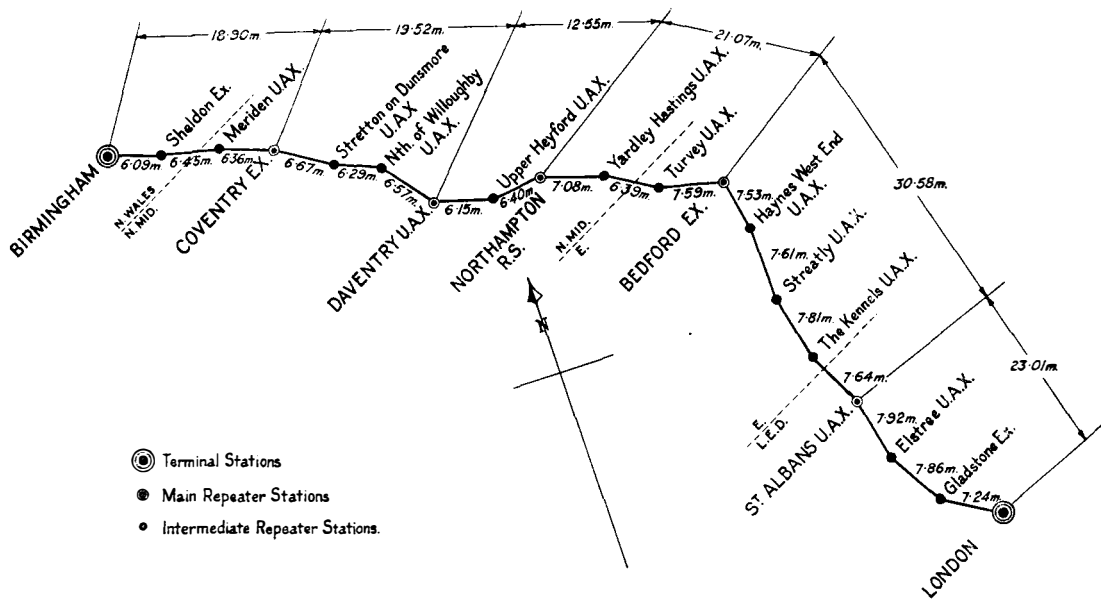 18·90m.
19·52m.
12·55m.
21·07m.
30·58m.
23·01m.
BIRMINGHAM
6·09m.
Sheldon Ex.
6·45m.
N. WALES
N. MID.
Meriden U.A.X.
6·36m.
COVENTRY EX.
6·67m.
Stretton on Dunsmore
U.A.X
6·29m.
Nth. of Willoughby
U.A.X.
6·57m.
DAVENTRY U.A.X.
6·15m.
Upper Heyford U.A.X.
6·40m
NORTHAMPTON
R.S.
7·08m.
Yardley Hastings U.A.X.
6·39m.
N. MID.
E.
Turvey U.A.X.
7·59m.
BEDFORD EX.
7·53m.
Haynes West End
U.A.X.
7·61m.
Streatly U.A.X.
7·81m.
The Kennels U.A.X.
E.
L.E.D.
7·64m.
ST ALBANS U.A.X.
7·92m.
Elstree U.A.X.
7·86m.
Gladstone Ex.
7·24m.
LONDON
N
Terminal Stations
Main Repeater Stations
Intermediate Repeater Stations.